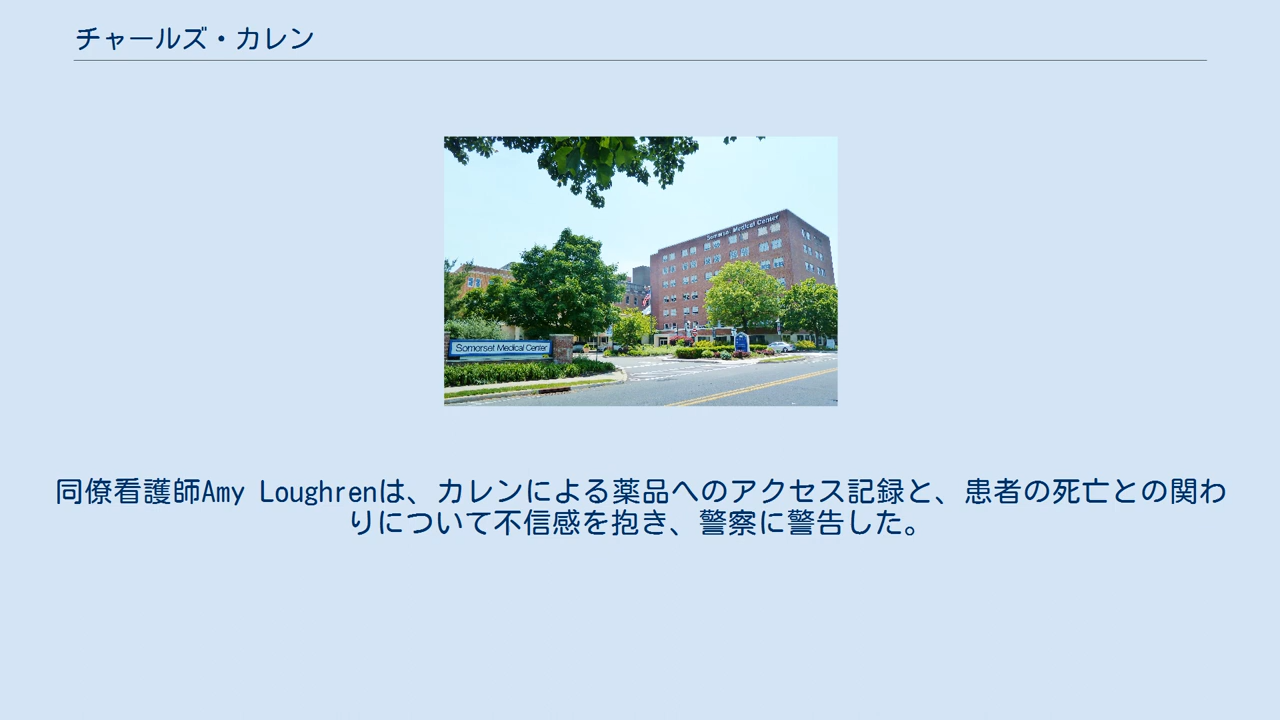 チャールズ・カレン
Somerset Medical Center
Somerset Medical Center
同僚看護師Amy Loughrenは、カレンによる薬品へのアクセス記録と、患者の死亡との関わ
りについて不信感を抱き、警察に警告した。